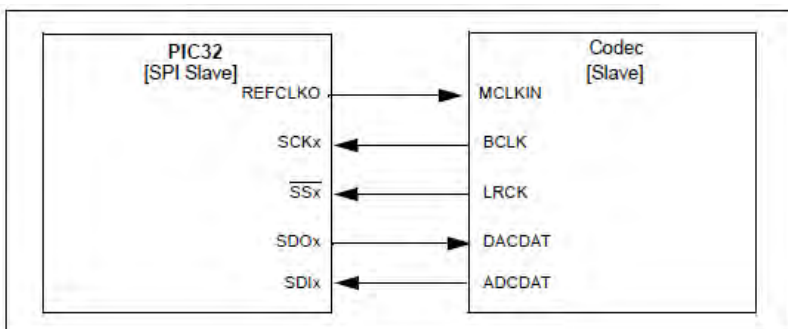 PIC32
[SPI Slave]
Codec
[Slave]
REFCLKO
MCLKIN
SCKx
BCLK
SSx
LRCK
SDOx
DACDAT
SDIx
ADCDAT